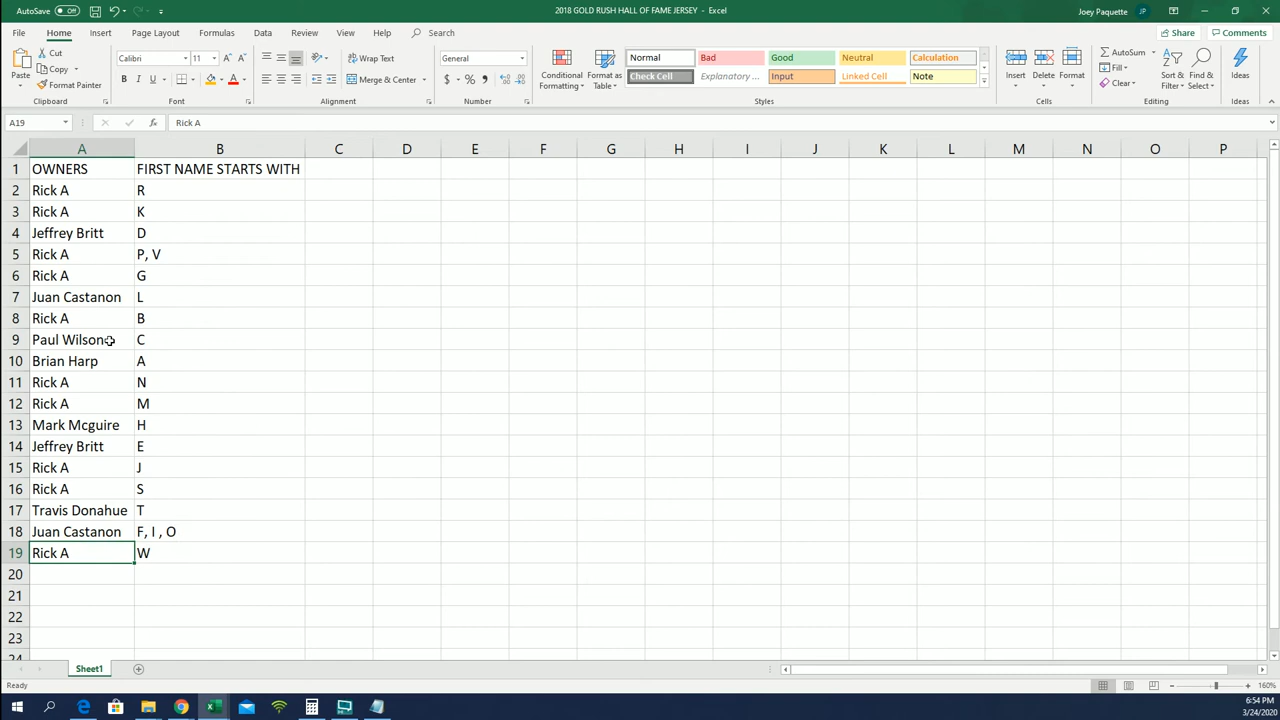 AutoSave Off
2018 GOLD RUSH HALL OF FAME JERSEY - Excel
Joey Paquette JP
File Home Insert Page Layout Formulas Data Review View Help Search
Share Comments
Paste
Cut
Copy
Format Painter
Clipboard
Calibri 11
B I U
Font
Wrap Text
Merge & Center
Alignment
General
$ % ,
Number
Conditional Formatting
Format as Table
Normal Bad Good Neutral Calculation
Check Cell Explanatory ... Input Linked Cell Note
Styles
Insert Delete Format
Cells
AutoSum
Fill
Clear
Sort & Filter
Find & Select
Editing
Ideas
Ideas
A19 fx Rick A
A B C D E F G H I J K L M N O P
1 OWNERS FIRST NAME STARTS WITH
2 Rick A R
3 Rick A K
4 Jeffrey Britt D
5 Rick A P, V
6 Rick A G
7 Juan Castanon L
8 Rick A B
9 Paul Wilson C
10 Brian Harp A
11 Rick A N
12 Rick A M
13 Mark Mcguire H
14 Jeffrey Britt E
15 Rick A J
16 Rick A S
17 Travis Donahue T
18 Juan Castanon F, I , O
19 Rick A W
20
21
22
23
24
Sheet1
Ready
160%
6:54 PM
3/24/2020